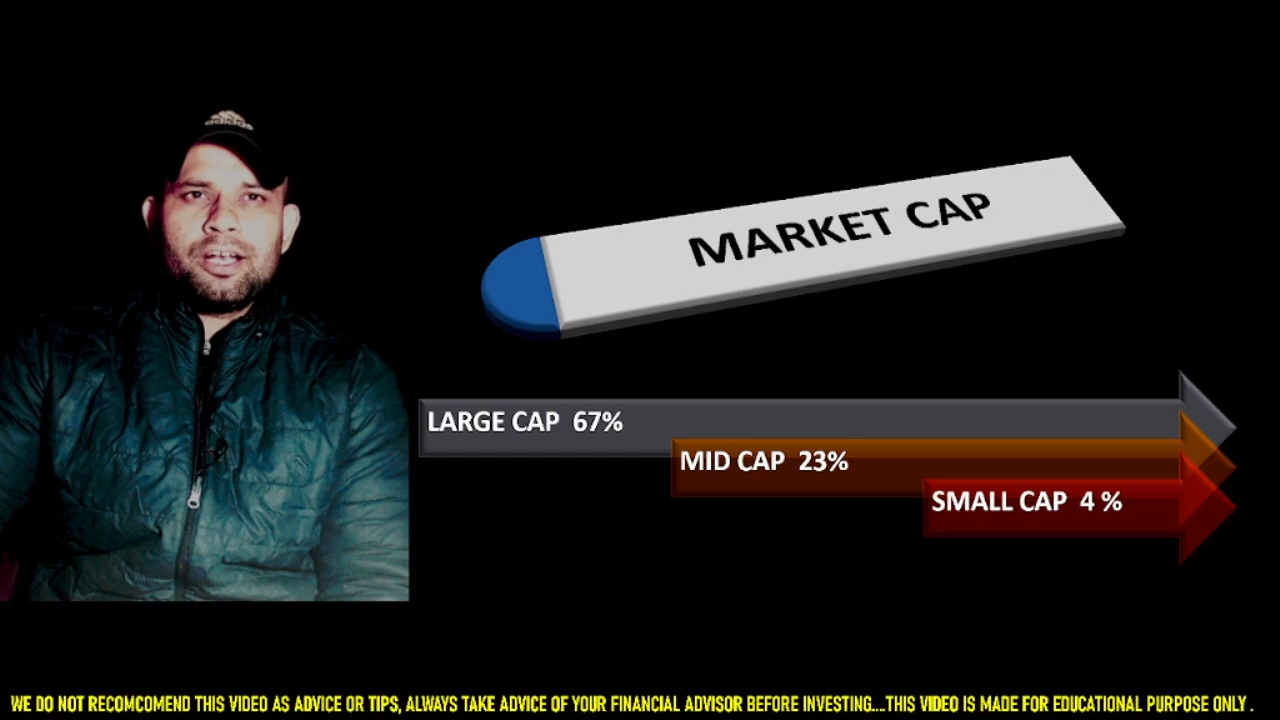 MARKET CAP
LARGE CAP 67%
MID CAP 23%
SMALL CAP 4 %
WE DO NOT RECOMCOMEND THIS VIDEO AS ADVICE OR TIPS, ALWAYS TAKE ADVICE OF YOUR FINANCIAL ADVISOR BEFORE INVESTING....THIS VIDEO IS MADE FOR EDUCATIONAL PURPOSE ONLY .